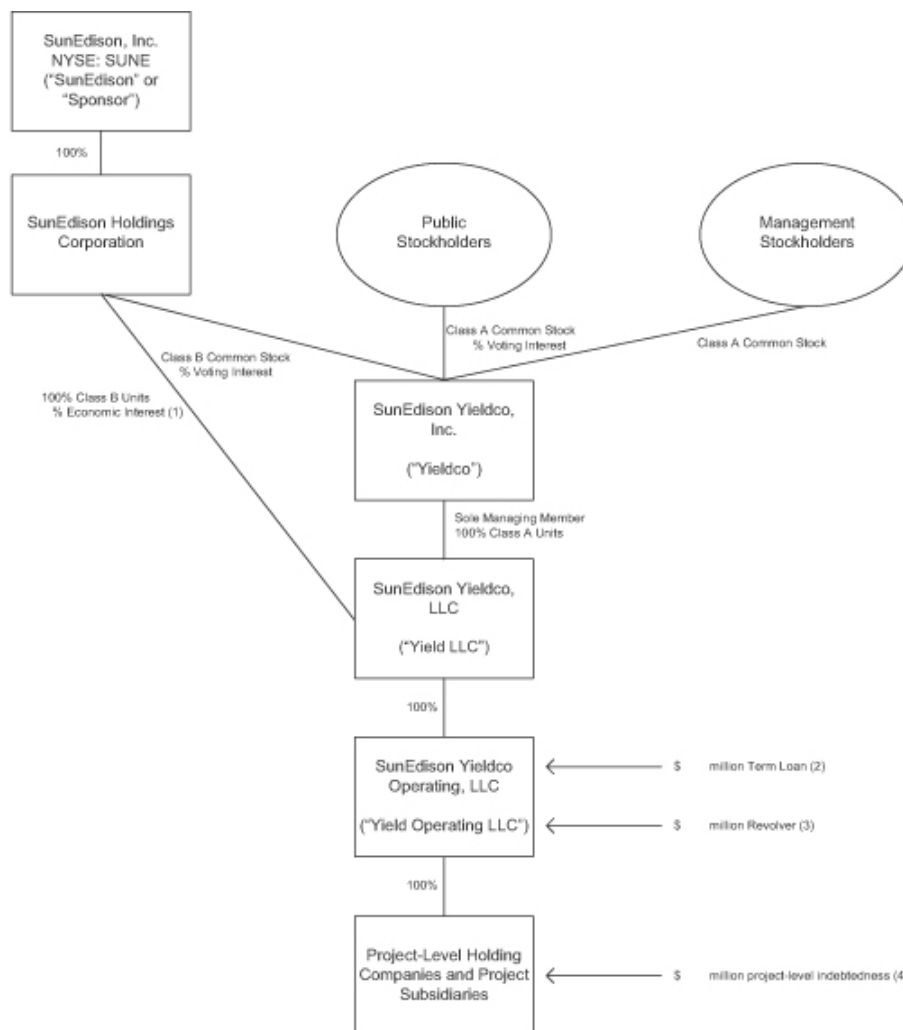 SunEdison, Inc.
NYSE: SUNE
(“SunEdison” or
“Sponsor”)
100%
SunEdison Holdings
Corporation
Public
Stockholders
Management
Stockholders
Class A Common Stock
% Voting Interest
Class A Common Stock
Class B Common Stock
% Voting Interest
100% Class B Units
% Economic Interest (1)
SunEdison Yieldco,
Inc.
(“Yieldco”)
Sole Managing Member
100% Class A Units
SunEdison Yieldco,
LLC
(“Yield LLC”)
100%
SunEdison Yieldco
Operating, LLC
(“Yield Operating LLC”)
$ million Term Loan (2)
$ million Revolver (3)
100%
Project-Level Holding
Companies and Project
Subsidiaries
$ million project-level indebtedness (4